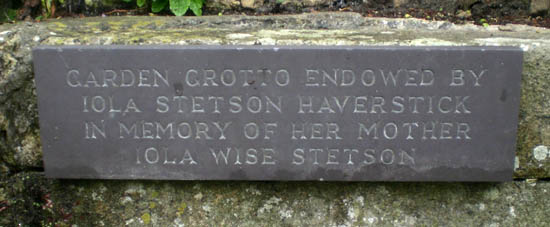 GARDEN GROTTO ENDOWED BY
IOLA STETSON HAVERSTICK
IN MEMORY OF HER MOTHER
IOLA WISE STETSON